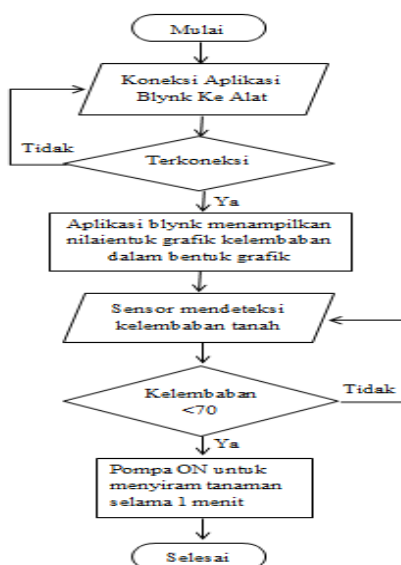 Mulai
Koneksi Aplikasi
Blynk Ke Alat
Tidak
Terkoneksi
Ya
Aplikasi blynk menampilkan
nilaientuk grafik kelembaban
dalam bentuk grafik
Sensor mendeteksi
kelembaban tanah
Kelembaban
<70
Tidak
Ya
Pompa ON untuk
menyiram tanaman
selama 1 menit
Selesai